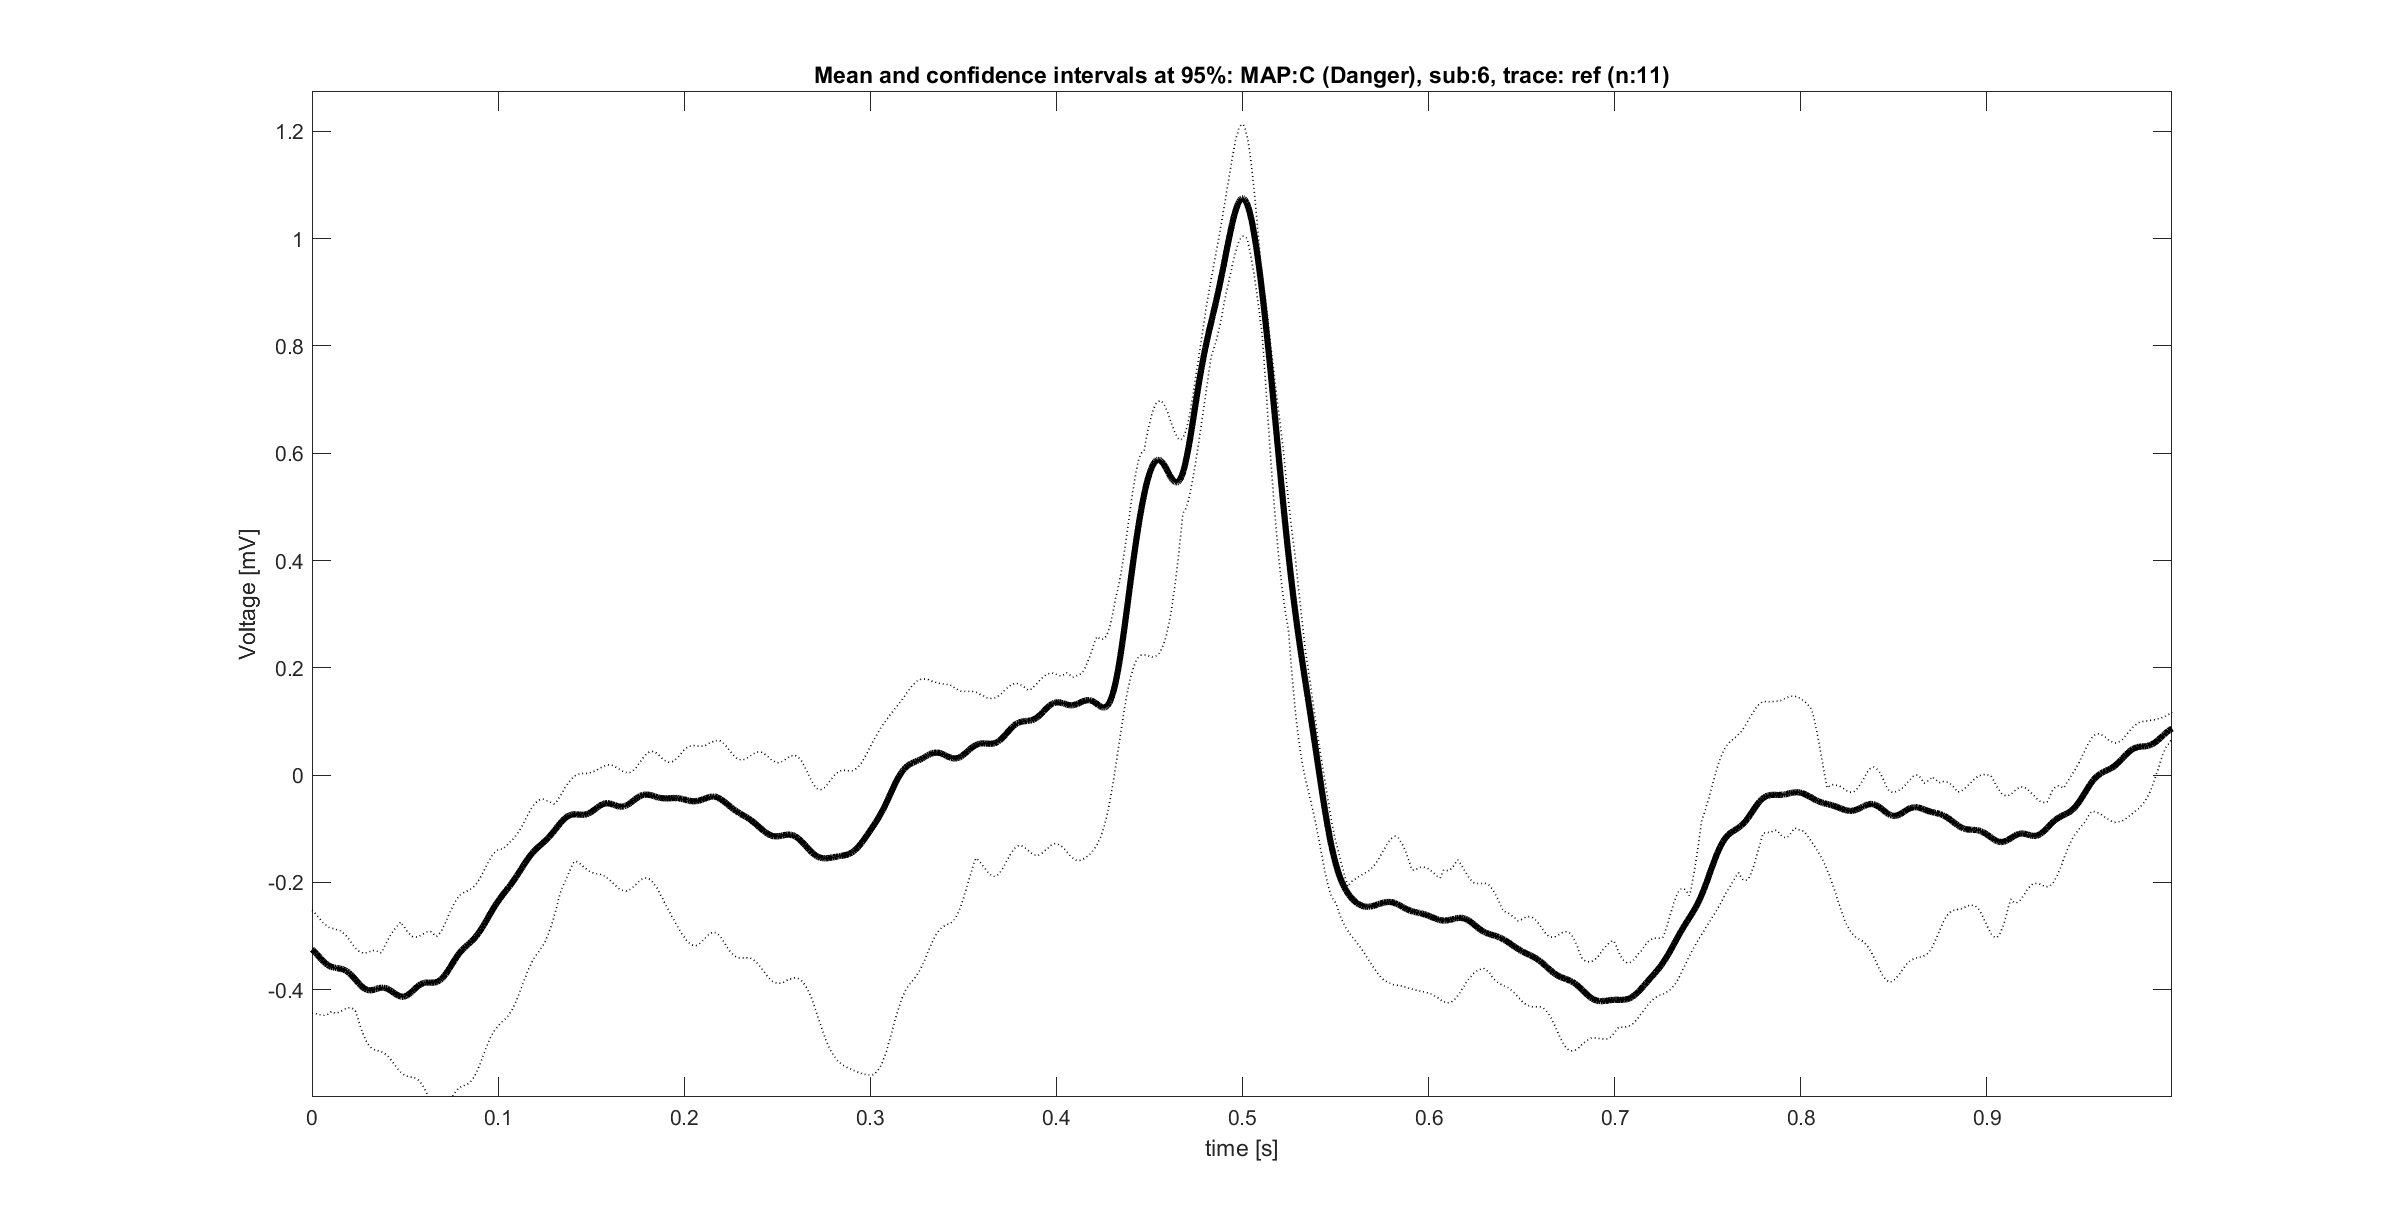 Mean and confidence intervals at 95%: MAP:C (Danger), sub:6, trace: ref (n:11)
1.2
1
0.8
0.6
0.4
0.2
0
-0.2
-0.4
Voltage [mV]
0 0.1 0.2 0.3 0.4 0.5 0.6 0.7 0.8 0.9
time [s]